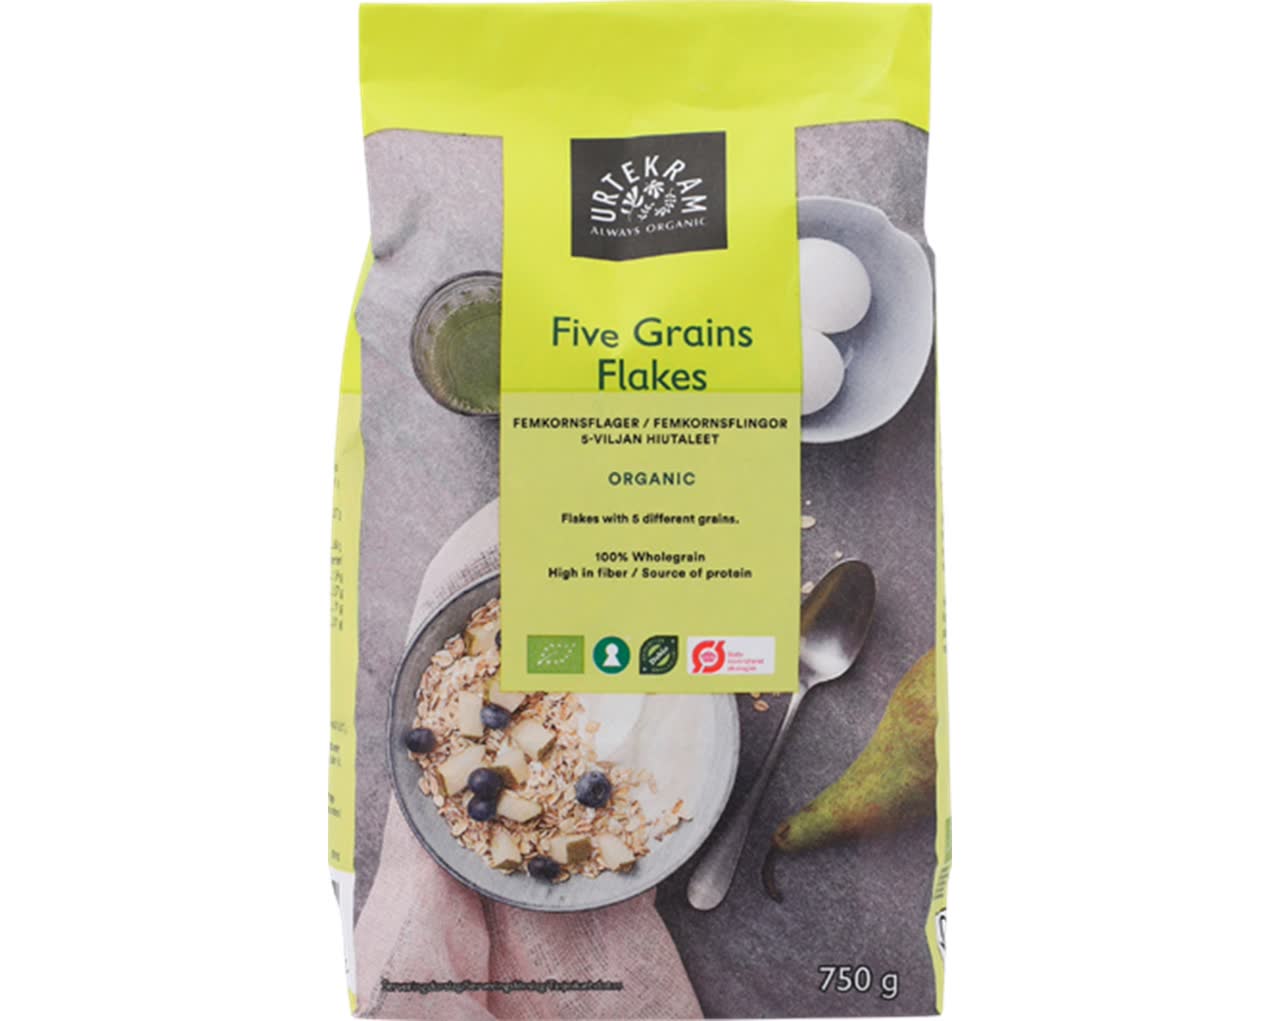 URTEKRAM
ALWAYS ORGANIC
Five Grains
Flakes
FEMKORNSFLAGER / FEMKORNSFLINGOR
5-VILJAN HIUTALEET
ORGANIC
Flakes with 5 different grains.
100% Wholegrain
High in fiber / Source of protein
750 g